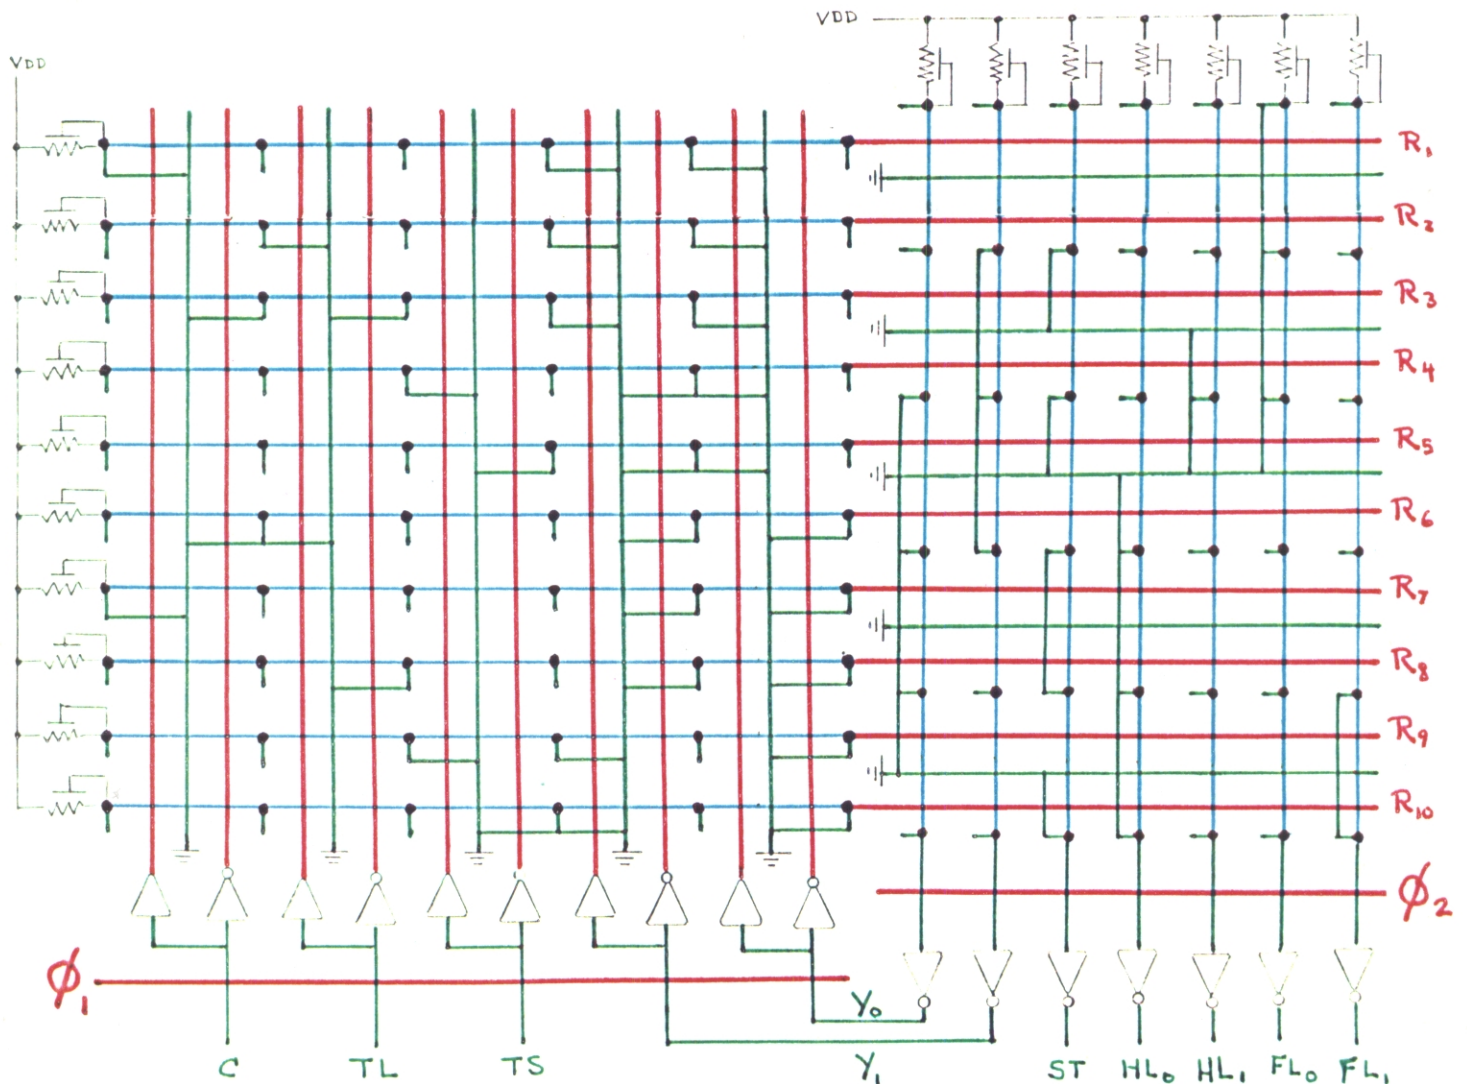 VDD
VDD
R₁
R₂
R₃
R₄
R₅
R₆
R₇
R₈
R₉
R₁₀
ϕ₂
ϕ₁
Y₀
C TL TS Y₁ ST HL₀ HL₁ FL₀ FL₁